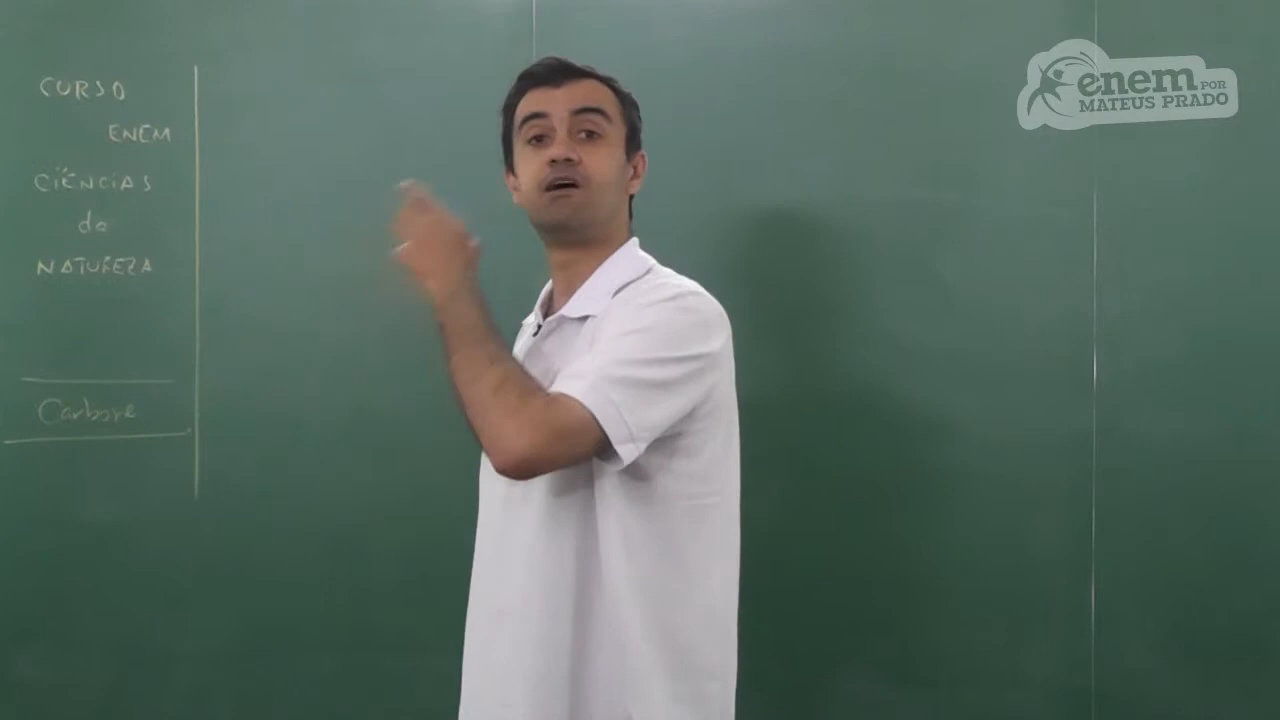 CURSO
ENEM
CIÊNCIAS
da
NATUREZA
Carbono
enem POR
MATEUS PRADO